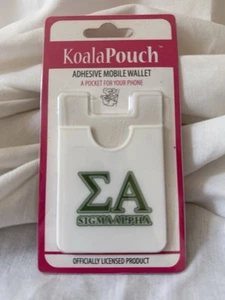 KoalaPouch
ADHESIVE MOBILE WALLET
A POCKET FOR YOUR PHONE
ΣΑ
SIGMA ALPHA
OFFICIALLY LICENSED PRODUCT